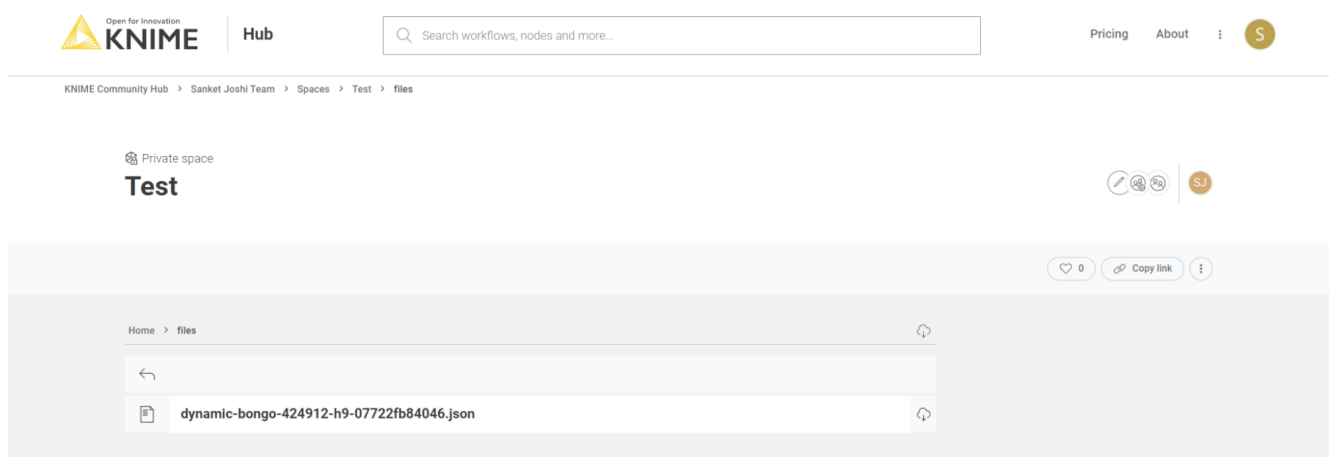 Open for Innovation
KNIME
Hub
Search workflows, nodes and more...
Pricing
About
S
KNIME Community Hub > Sanket Joshi Team > Spaces > Test > files
Private space
Test
SJ
0
Copy link
Home > files
dynamic-bongo-424912-h9-07722fb84046.json